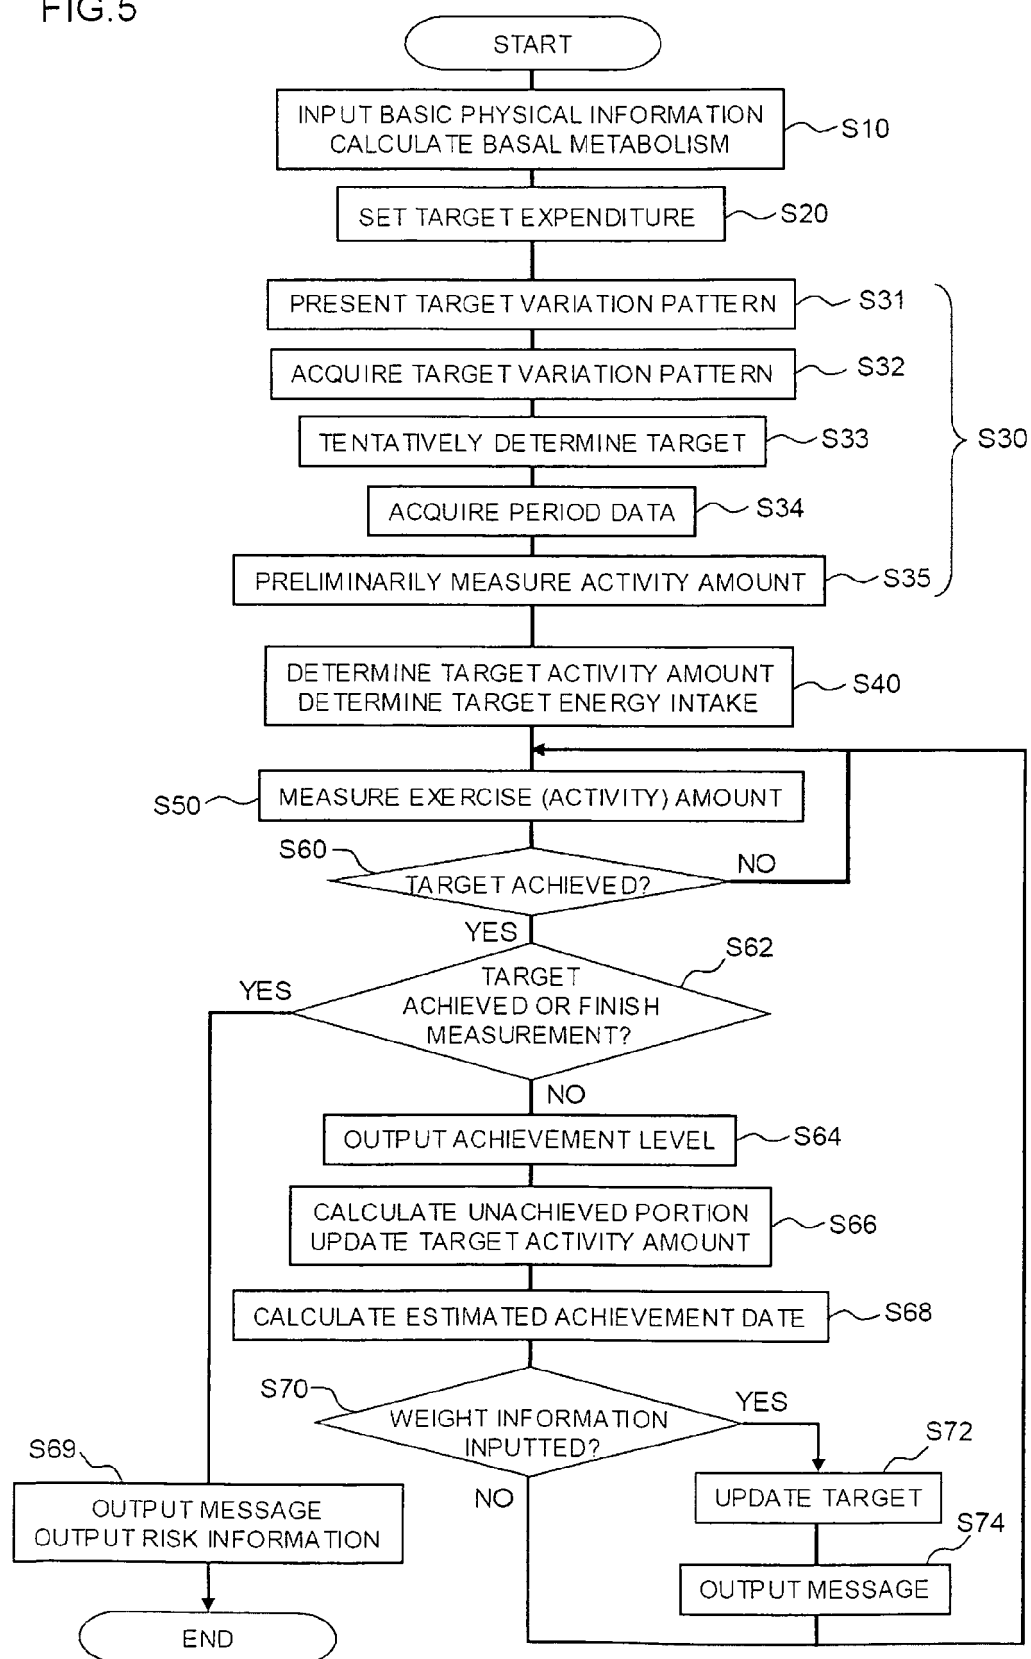 FIG.5
START
INPUT BASIC PHYSICAL INFORMATION
CALCULATE BASAL METABOLISM
S10
SET TARGET EXPENDITURE
S20
PRESENT TARGET VARIATION PATTERN
S31
ACQUIRE TARGET VARIATION PATTERN
S32
TENTATIVELY DETERMINE TARGET
S33
S30
ACQUIRE PERIOD DATA
S34
PRELIMINARILY MEASURE ACTIVITY AMOUNT
S35
DETERMINE TARGET ACTIVITY AMOUNT
DETERMINE TARGET ENERGY INTAKE
S40
S50
MEASURE EXERCISE (ACTIVITY) AMOUNT
S60
TARGET ACHIEVED?
NO
YES
S62
TARGET
ACHIEVED OR FINISH
MEASUREMENT?
YES
NO
OUTPUT ACHIEVEMENT LEVEL
S64
CALCULATE UNACHIEVED PORTION
UPDATE TARGET ACTIVITY AMOUNT
S66
CALCULATE ESTIMATED ACHIEVEMENT DATE
S68
S70
WEIGHT INFORMATION
INPUTTED?
YES
NO
S72
UPDATE TARGET
S69
OUTPUT MESSAGE
OUTPUT RISK INFORMATION
S74
OUTPUT MESSAGE
END